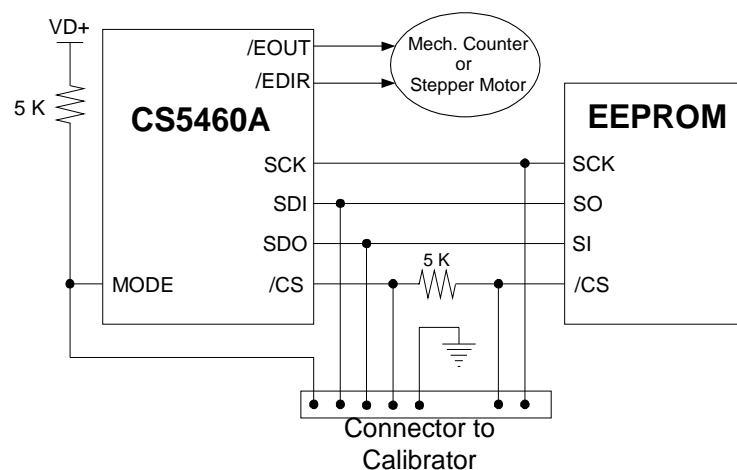 VD+
5 K
CS5460A
/EOUT
/EDIR
Mech. Counter
or
Stepper Motor
EEPROM
SCK
SCK
SDI
SO
SDO
SI
5 K
MODE
/CS
/CS
Connector to
Calibrator